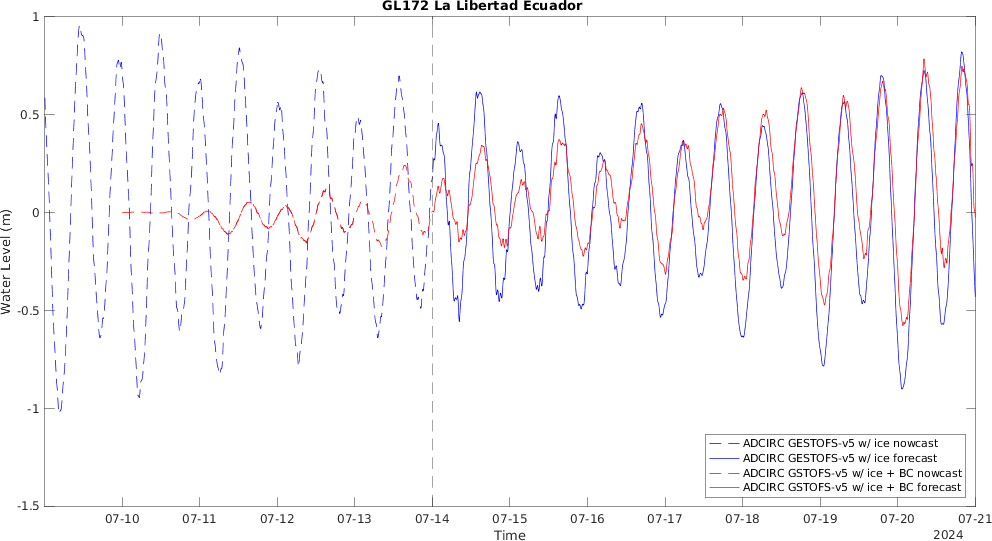 GL172 La Libertad Ecuador
1
0.5
0
-0.5
-1
-1.5
Water Level (m)
07-10 07-11 07-12 07-13 07-14 07-15 07-16 07-17 07-18 07-19 07-20 07-21
Time
2024
ADCIRC GESTOFS-v5 w/ ice nowcast
ADCIRC GESTOFS-v5 w/ ice forecast
ADCIRC GSTOFS-v5 w/ ice + BC nowcast
ADCIRC GSTOFS-v5 w/ ice + BC forecast